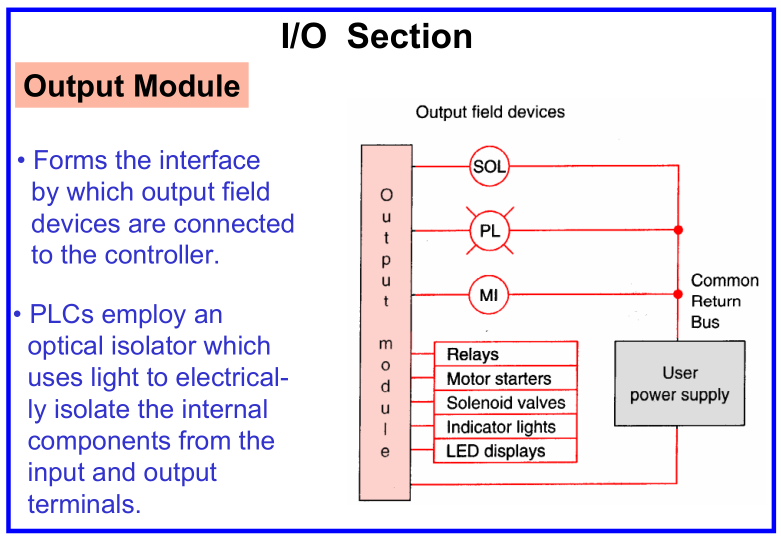 I/O Section
Output Module
• Forms the interface
by which output field
devices are connected
to the controller.
• PLCs employ an
optical isolator which
uses light to electrical-
ly isolate the internal
components from the
input and output
terminals.
Output field devices
Output module
SOL
PL
MI
Common
Return
Bus
Relays
Motor starters
Solenoid valves
Indicator lights
LED displays
User
power supply